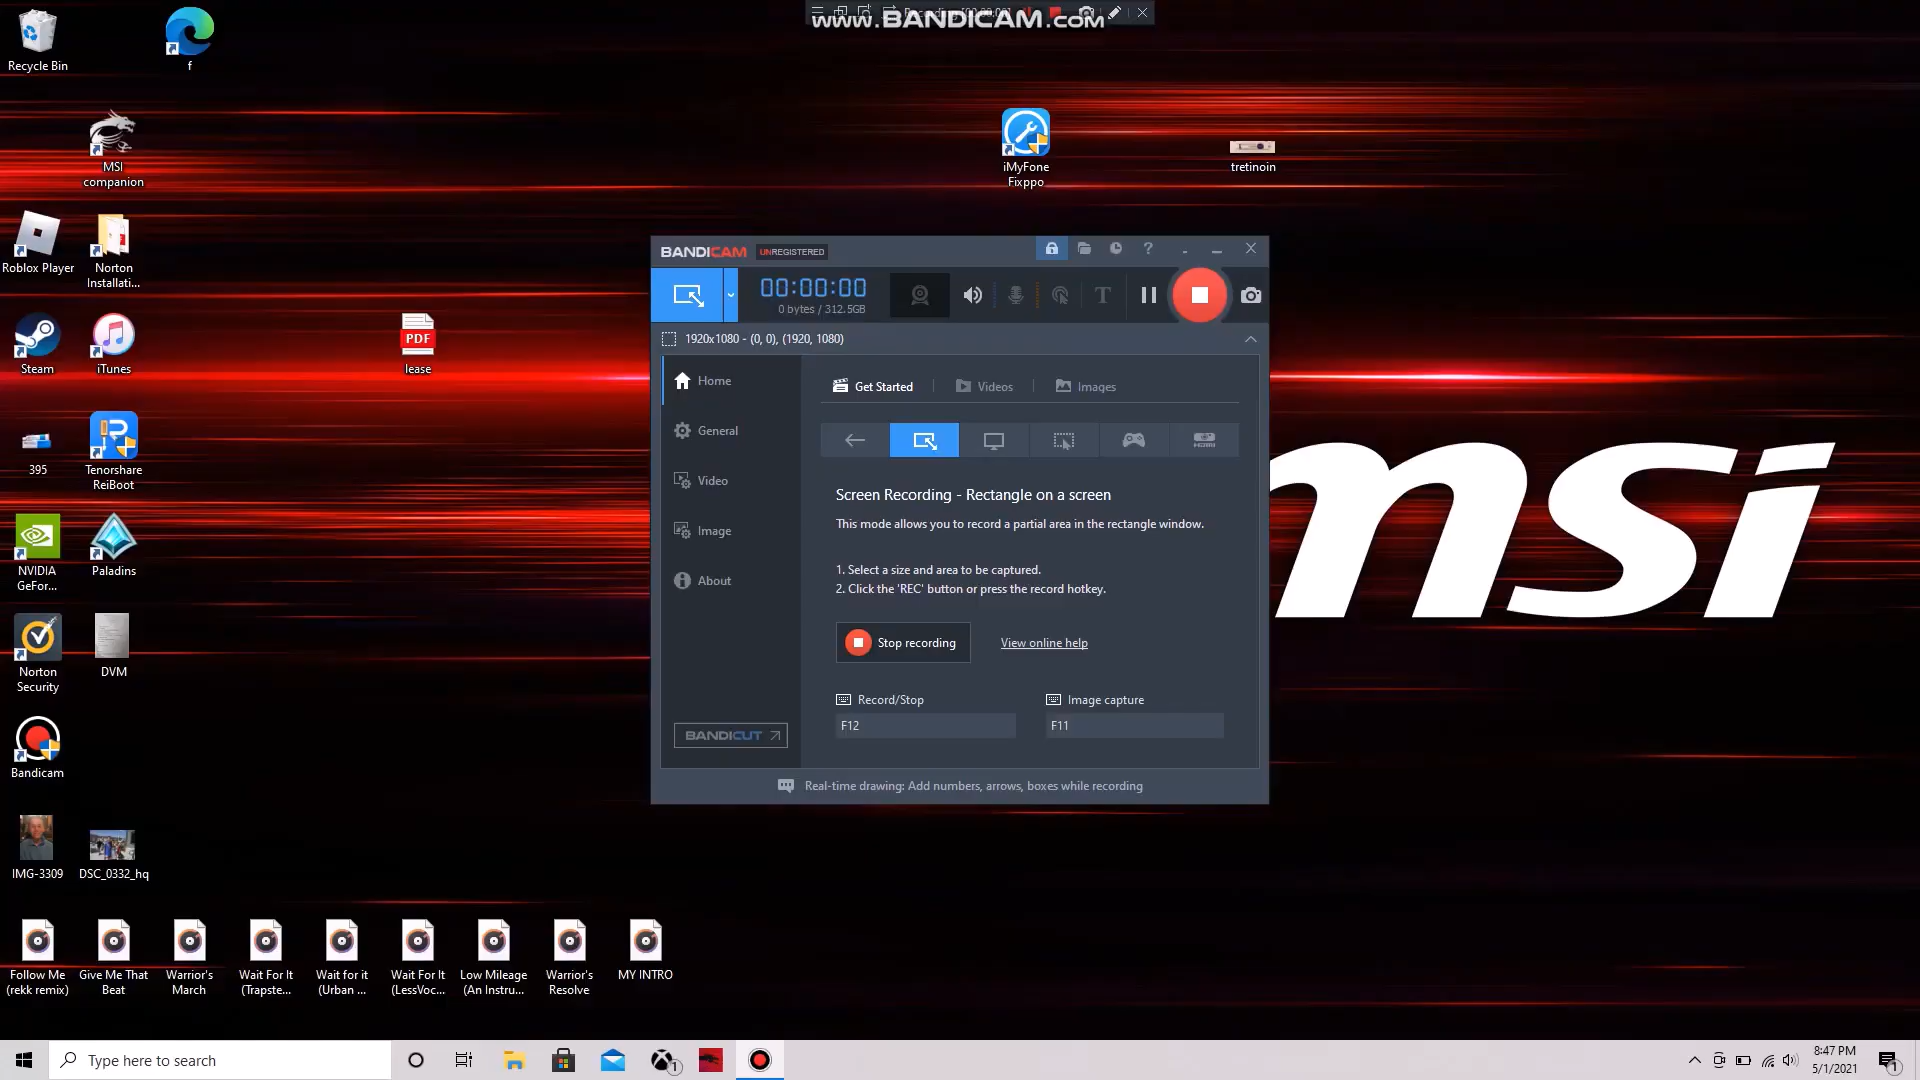 www.BANDICAM.com
Recycle Bin
f
MSI
companion
iMyFone
Fixppo
tretinoin
Roblox Player
Norton
Installati...
Steam
iTunes
lease
PDF
395
Tenorshare
ReiBoot
NVIDIA
GeFor...
Paladins
Norton
Security
DVM
Bandicam
IMG-3309
DSC_0332_hq
Follow Me
(rekk remix)
Give Me That
Beat
Warrior's
March
Wait For It
(Trapste...
Wait for it
(Urban ...
Wait For It
(LessVoc...
Low Mileage
(An Instru...
Warrior's
Resolve
MY INTRO
BANDICAM UNREGISTERED
00:00:00
0 bytes / 312.5GB
1920x1080 - (0, 0), (1920, 1080)
Home
General
Video
Image
About
BANDICUT
Get Started
Videos
Images
HDMI
Screen Recording - Rectangle on a screen
This mode allows you to record a partial area in the rectangle window.
1. Select a size and area to be captured.
2. Click the 'REC' button or press the record hotkey.
Stop recording
View online help
Record/Stop
Image capture
F12
F11
Real-time drawing: Add numbers, arrows, boxes while recording
msi
Type here to search
1
8:47 PM
5/1/2021
1